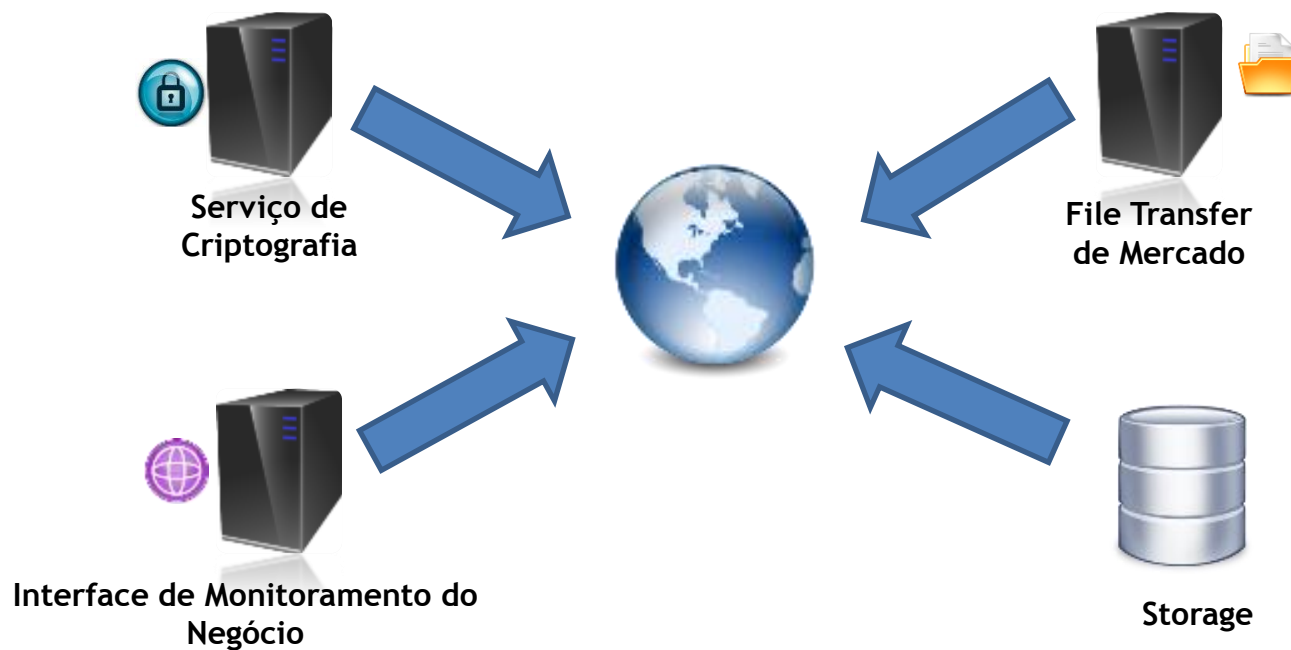 Serviço de
Criptografia
File Transfer
de Mercado
Interface de Monitoramento do
Negócio
Storage